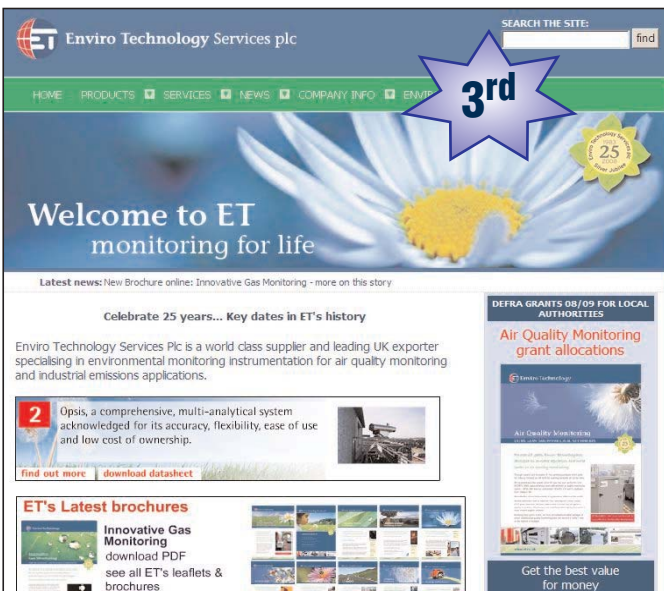 ET Enviro Technology Services plc
SEARCH THE SITE:
find
HOME PRODUCTS SERVICES NEWS COMPANY INFO
3rd
25
Silver Jubilee
Welcome to ET
monitoring for life
Latest news: New Brochure online: Innovative Gas Monitoring - more on this story
Celebrate 25 years... Key dates in ET's history
Enviro Technology Services Plc is a world class supplier and leading UK exporter
specialising in environmental monitoring instrumentation for air quality monitoring
and industrial emissions applications.
2
Opsis, a comprehensive, multi-analytical system
acknowledged for its accuracy, flexibility, ease of use
and low cost of ownership.
find out more download datasheet
ET's Latest brochures
Innovative Gas
Monitoring
download PDF
see all ET's leaflets &
brochures
DEFRA GRANTS 08/09 FOR LOCAL
AUTHORITIES
Air Quality Monitoring
grant allocations
Enviro Technology
Air Quality Monitoring
Get the best value
for money